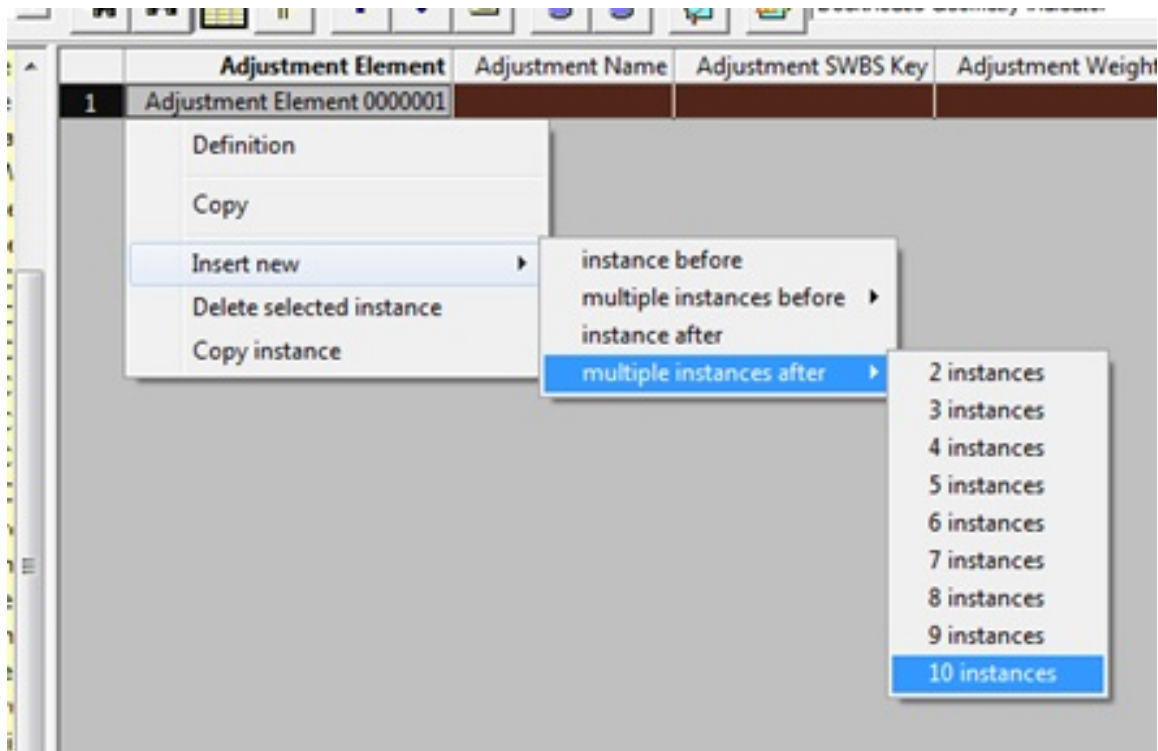 Adjustment Element Adjustment Name Adjustment SWBS Key Adjustment Weight
1 Adjustment Element 0000001
Definition
Copy
Insert new
Delete selected instance
Copy instance
instance before
multiple instances before
instance after
multiple instances after
2 instances
3 instances
4 instances
5 instances
6 instances
7 instances
8 instances
9 instances
10 instances